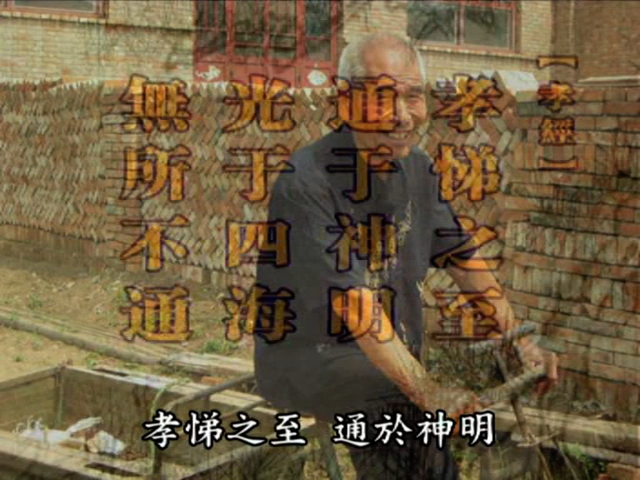 【孝經】
孝悌之至
通于神明
光于四海
無所不通
孝悌之至 通於神明